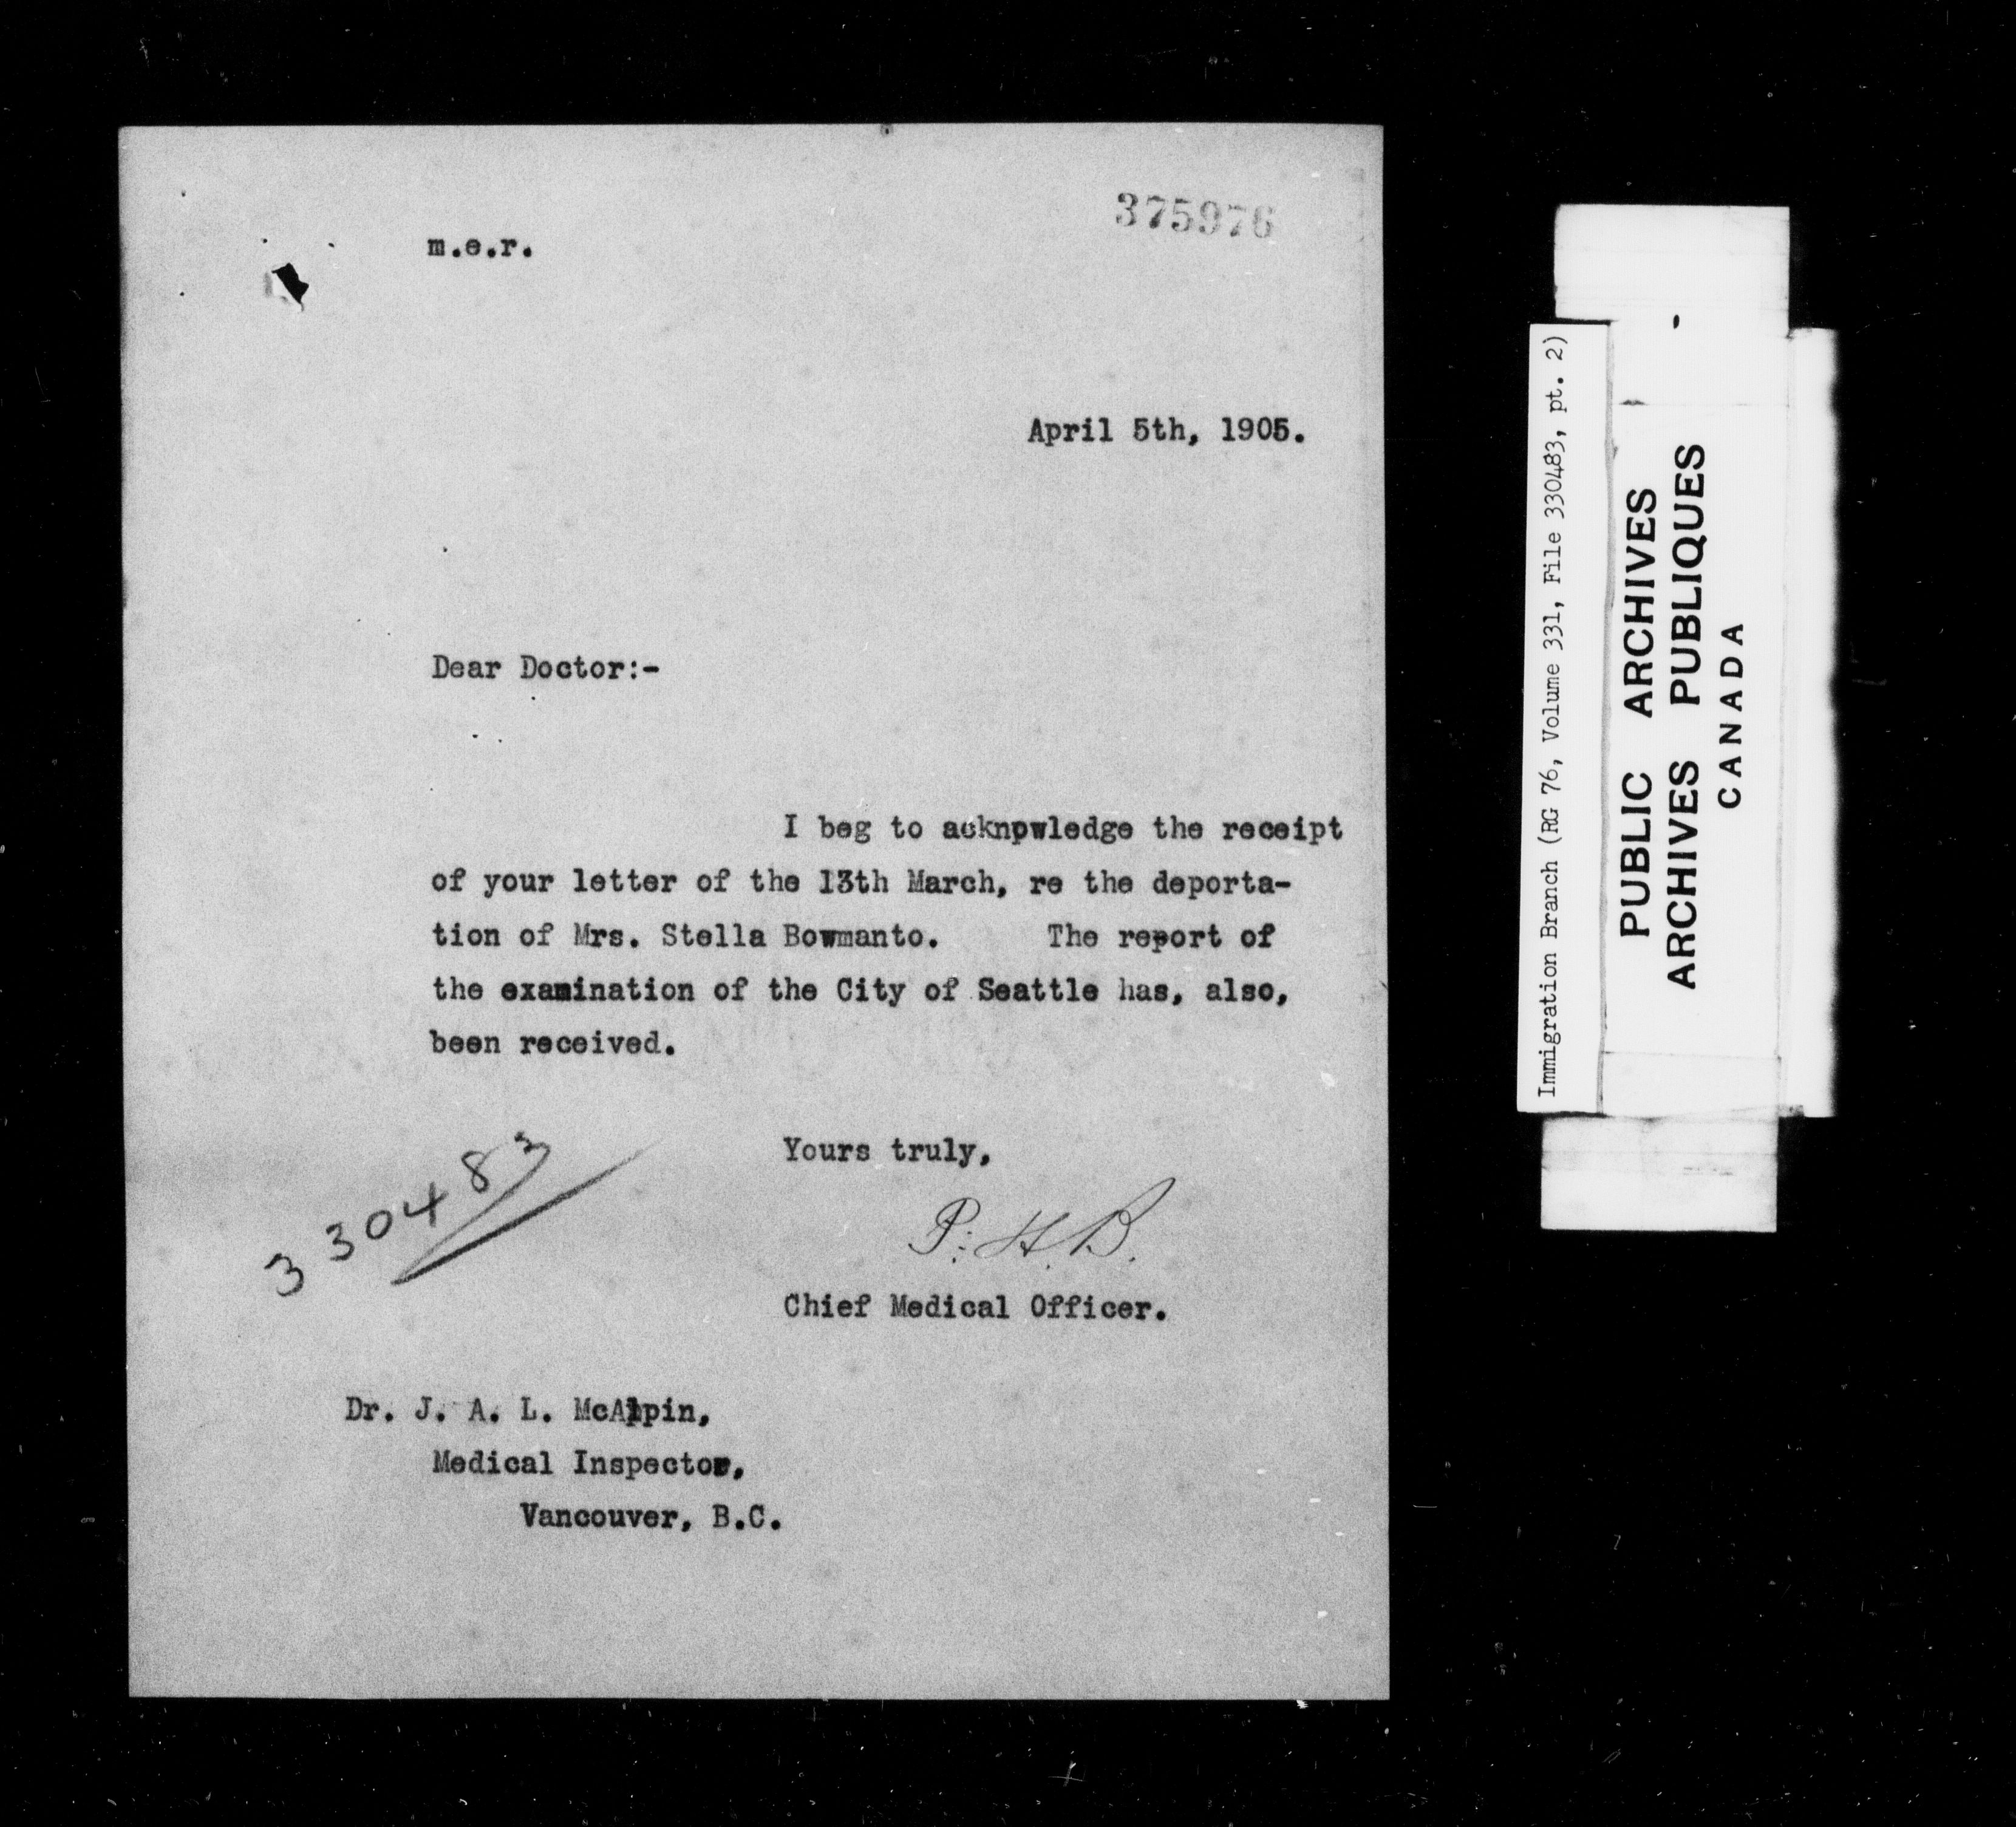 375976
m.e.r.
April 5th, 1905.
Dear Doctor:-
I beg to acknpwledge the receipt
of your letter of the 13th March, re the deporta-
tion of Mrs. Stella Bowmanto. The report of
the examination of the City of Seattle has, also,
been received.
Yours truly,
P. H. B.
Chief Medical Officer.
330483
Dr. J. A. L. McAlpin,
Medical Inspector,
Vancouver, B.C.
Immigration Branch (RG 76, Volume 331, File 330483, pt. 2)
PUBLIC ARCHIVES
ARCHIVES PUBLIQUES
CANADA